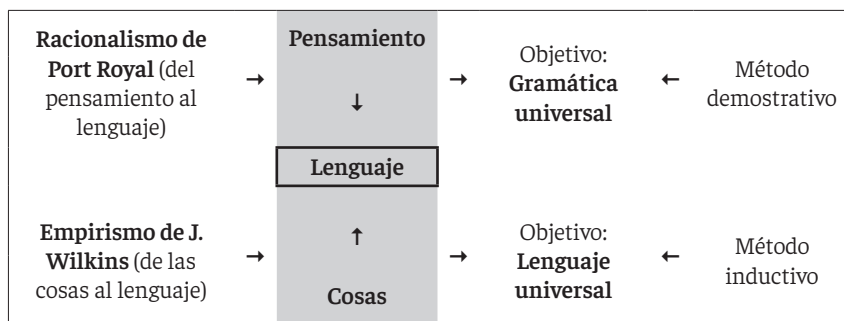 Racionalismo de
Port Royal (del
pensamiento al
lenguaje)
→
Pensamiento
↓
→
Objetivo:
Gramática
universal
←
Método
demostrativo
Lenguaje
Empirismo de J.
Wilkins (de las
cosas al lenguaje)
→
↑
Cosas
→
Objetivo:
Lenguaje
universal
←
Método
inductivo